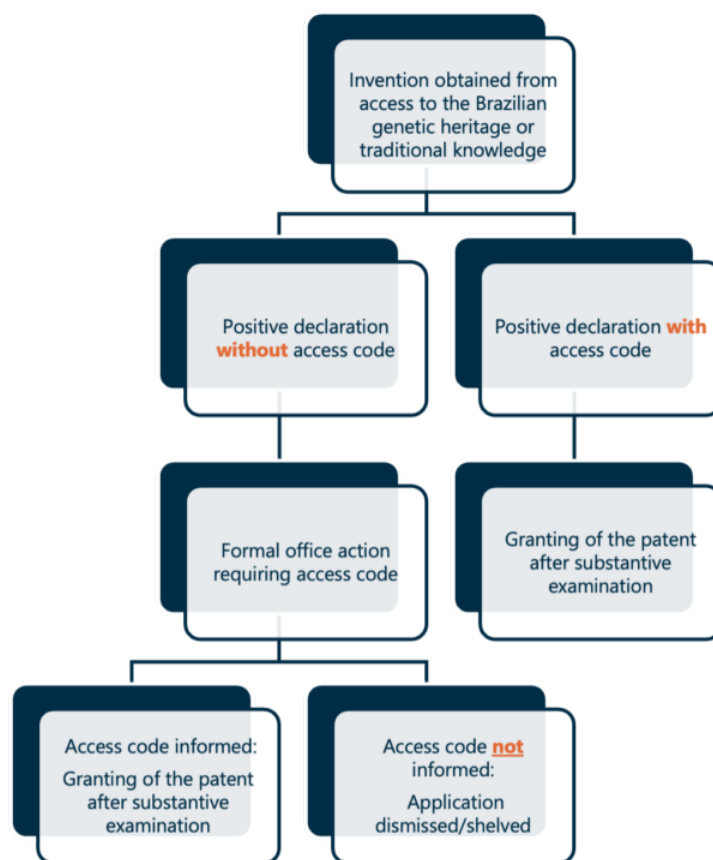 Invention obtained from
access to the Brazilian
genetic heritage or
traditional knowledge
Positive declaration
without access code
Positive declaration with
access code
Formal office action
requiring access code
Granting of the patent
after substantive
examination
Access code informed:
Granting of the patent
after substantive
examination
Access code not
informed:
Application
dismissed/shelved